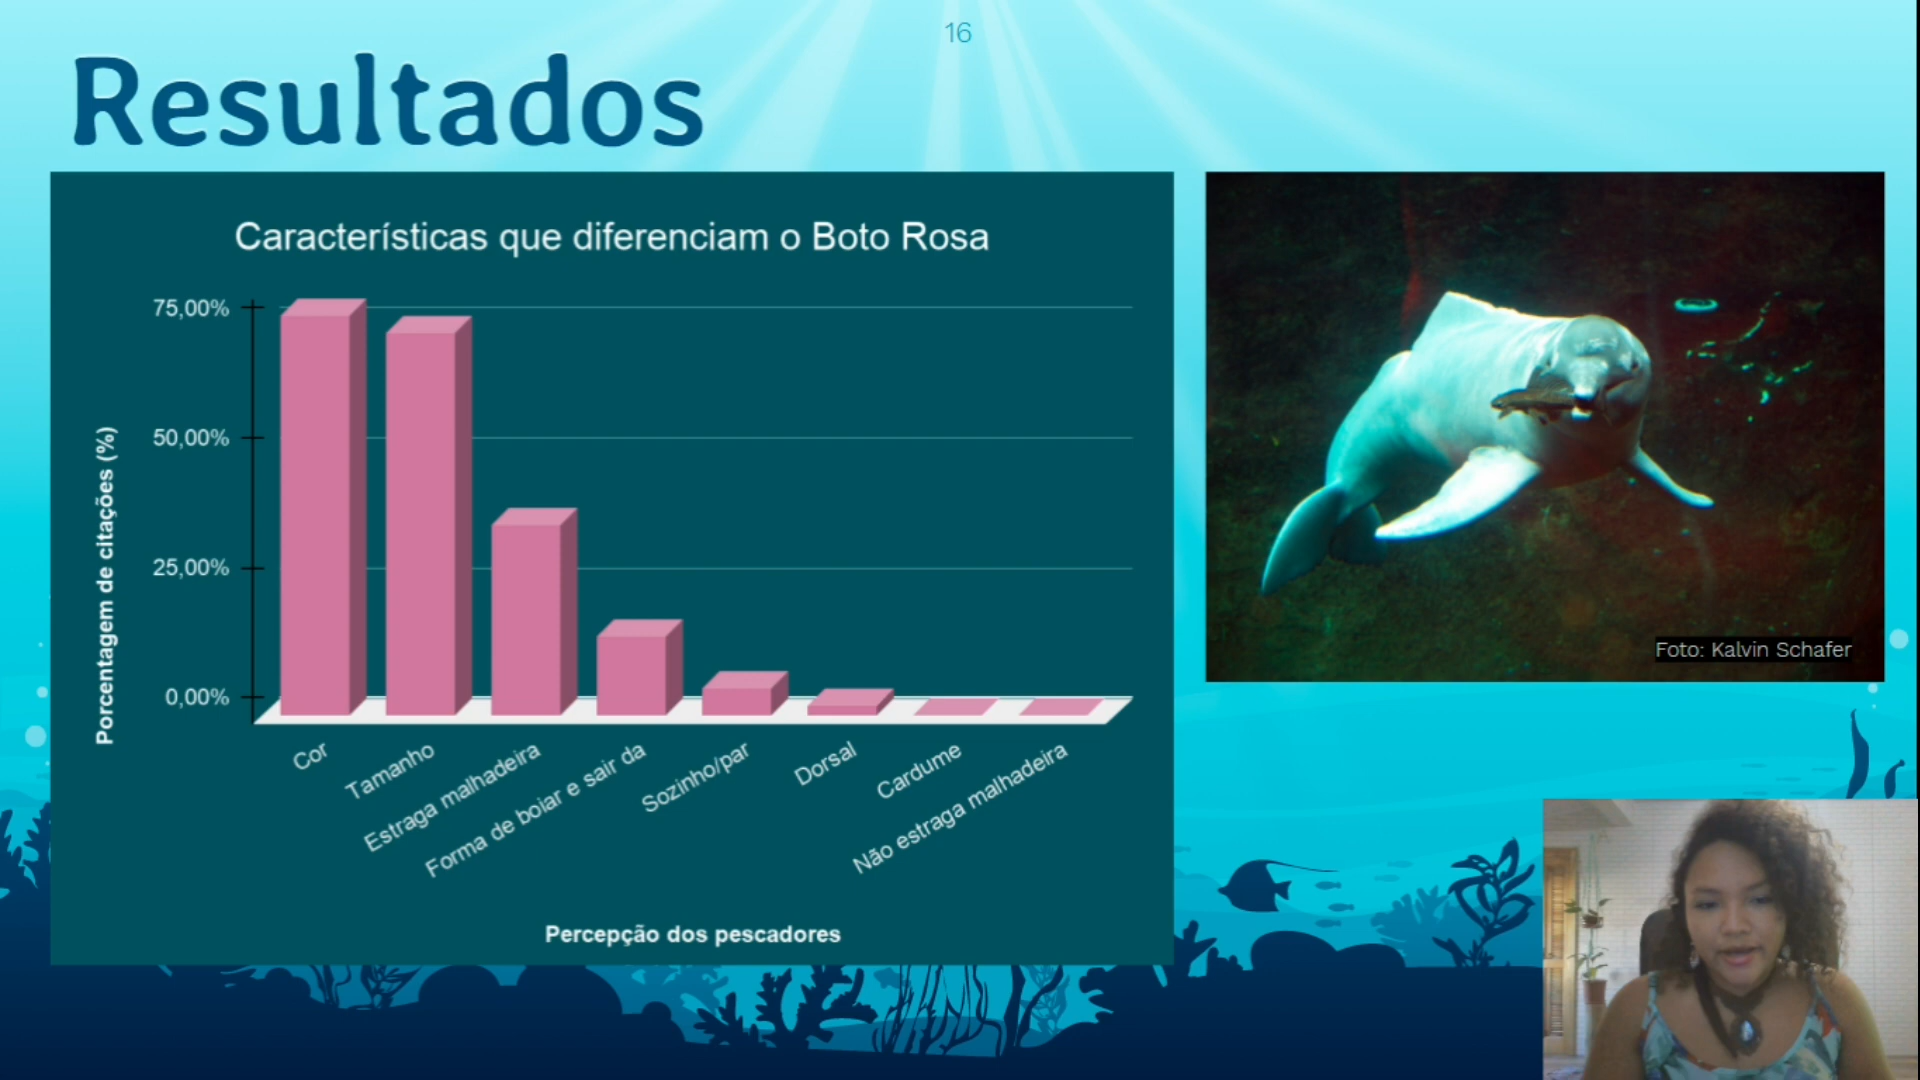 16
Resultados
Características que diferenciam o Boto Rosa
Porcentagem de citações (%)
75,00%
50,00%
25,00%
0,00%
Cor
Tamanho
Estraga malhadeira
Forma de boiar e sair da
Sozinho/par
Dorsal
Cardume
Não estraga malhadeira
Percepção dos pescadores
Foto: Kalvin Schafer